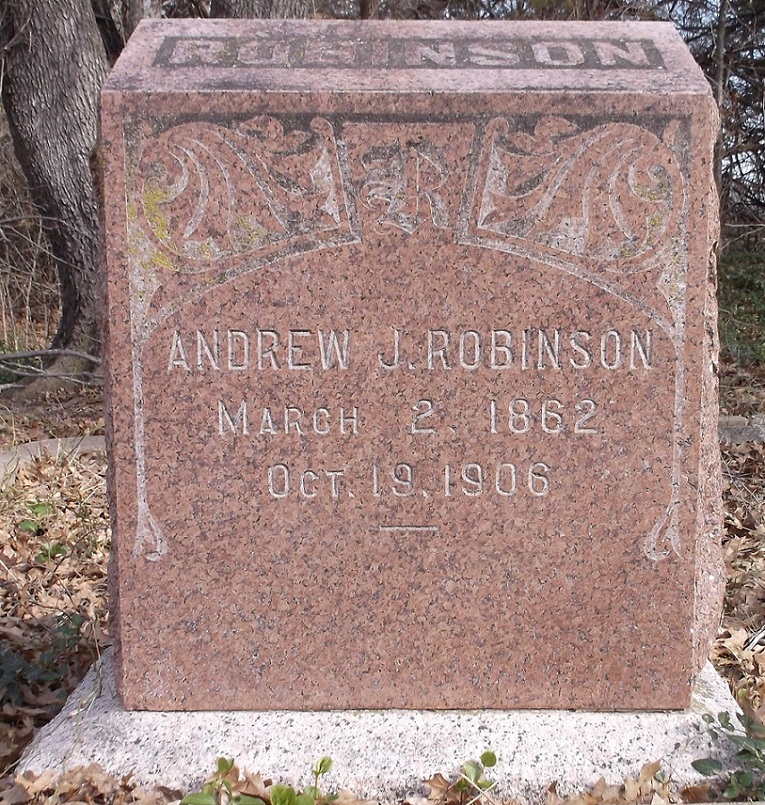 ROBINSON
R
ANDREW J. ROBINSON
MARCH 2. 1862
OCT. 19, 1906